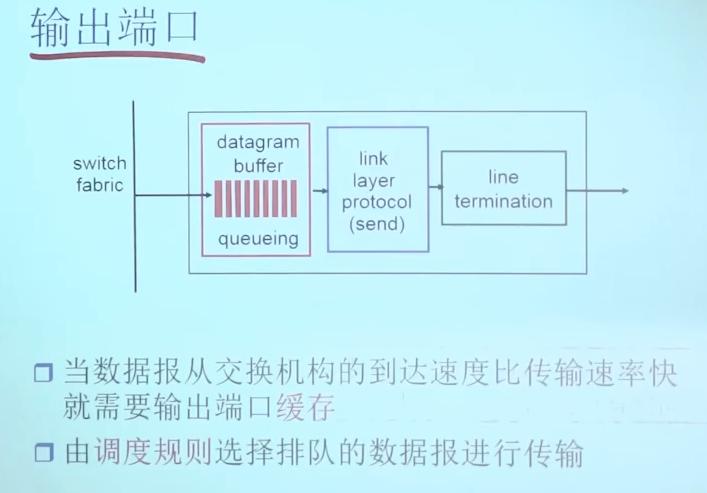 输出端口
switch
fabric
datagram
buffer
queueing
link
layer
protocol
(send)
line
termination
当数据报从交换机构的到达速度比传输速率快
就需要输出端口缓存
由调度规则选择排队的数据报进行传输